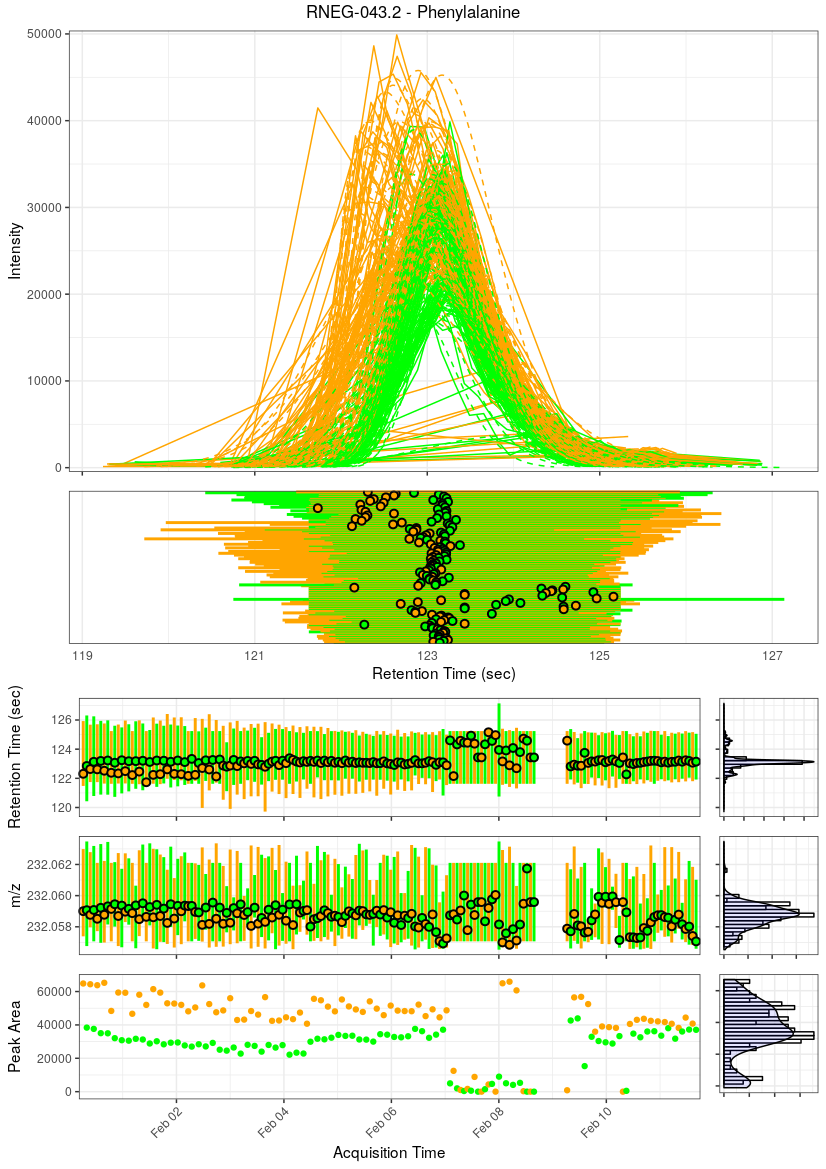 RNEG-043.2 - Phenylalanine
50000
40000
30000
20000
10000
0
Intensity
119
121
123
125
127
Retention Time (sec)
126
124
122
120
Retention Time (sec)
232.062
232.060
232.058
m/z
60000
40000
20000
0
Peak Area
Feb 02
Feb 04
Feb 06
Feb 08
Feb 10
Acquisition Time